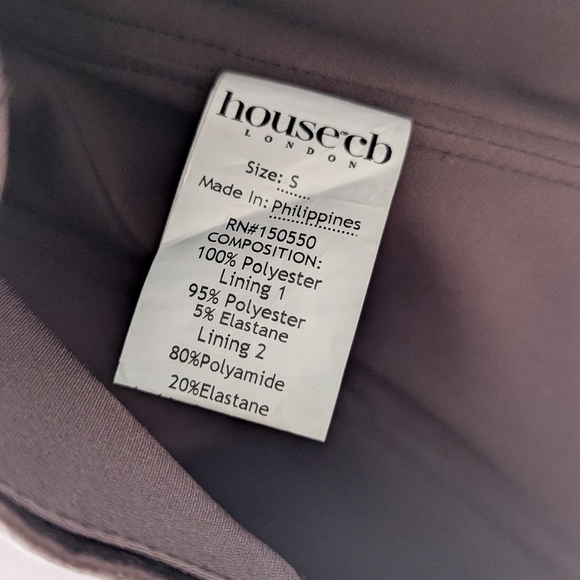 house™cb
LONDON
Size: S
Made In: Philippines
RN#150550
COMPOSITION:
100% Polyester
Lining 1
95% Polyester
5% Elastane
Lining 2
80%Polyamide
20%Elastane